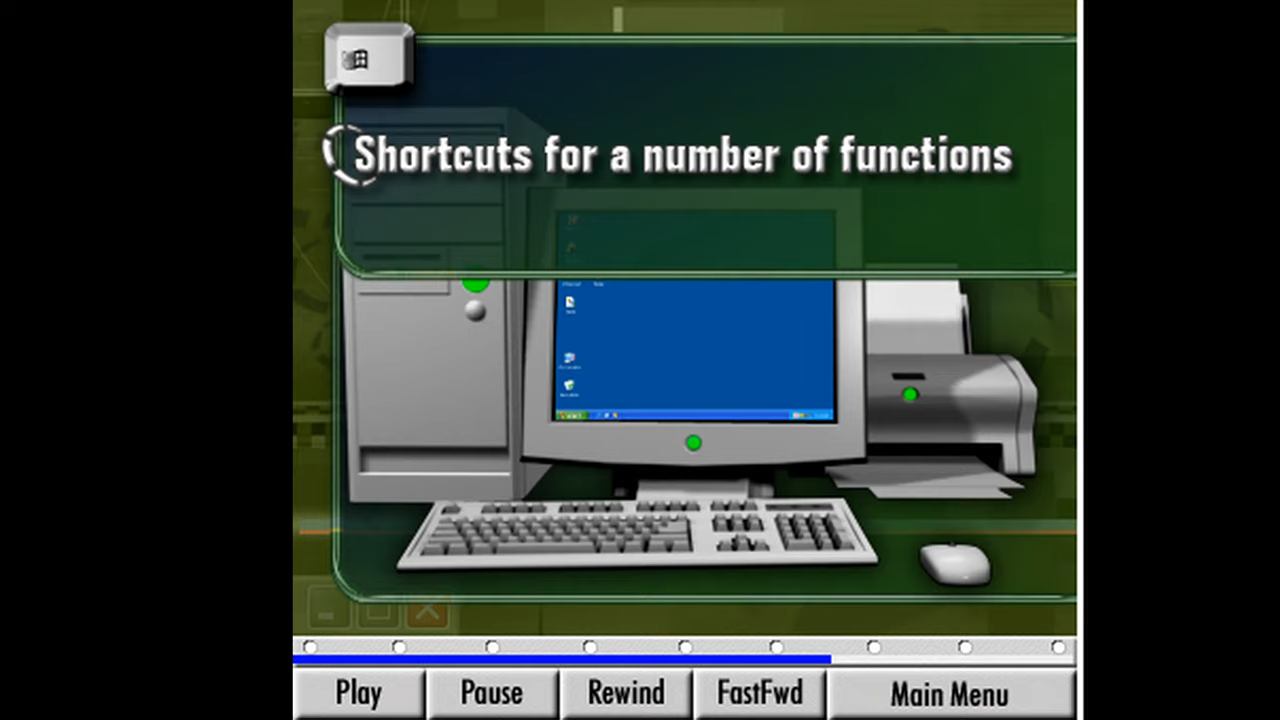 Shortcuts for a number of functions
Play
Pause
Rewind
FastFwd
Main Menu